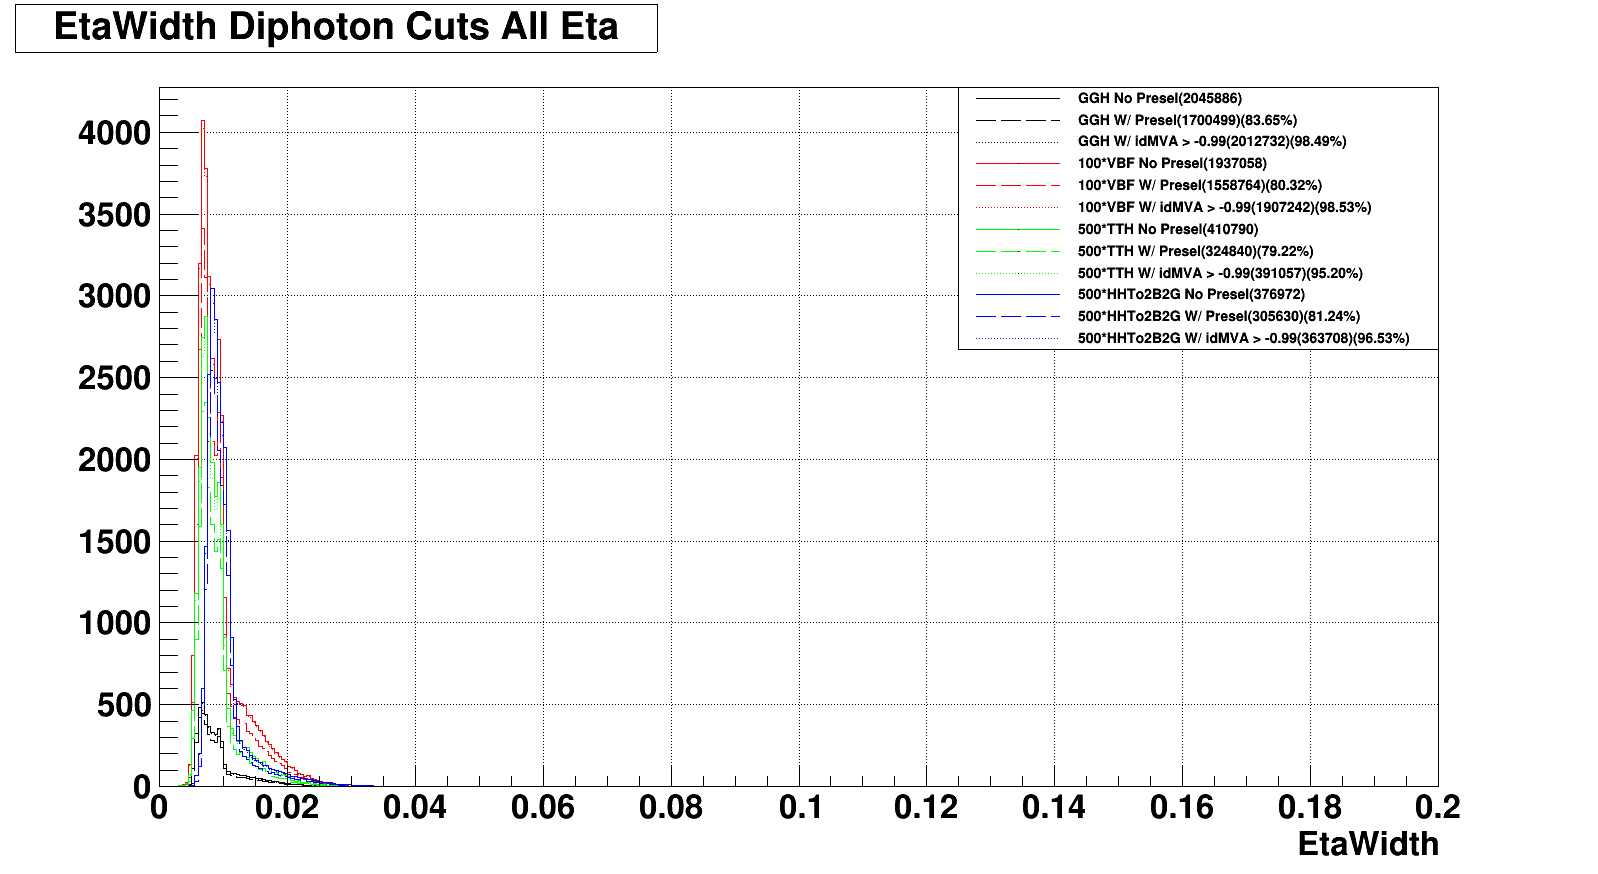 EtaWidth Diphoton Cuts All Eta
GGH No Presel(2045886)
GGH W/ Presel(1700499)(83.65%)
GGH W/ idMVA > -0.99(2012732)(98.49%)
100*VBF No Presel(1937058)
100*VBF W/ Presel(1558764)(80.32%)
100*VBF W/ idMVA > -0.99(1907242)(98.53%)
500*TTH No Presel(410790)
500*TTH W/ Presel(324840)(79.22%)
500*TTH W/ idMVA > -0.99(391057)(95.20%)
500*HHTo2B2G No Presel(376972)
500*HHTo2B2G W/ Presel(305630)(81.24%)
500*HHTo2B2G W/ idMVA > -0.99(363708)(96.53%)
4000
3500
3000
2500
2000
1500
1000
500
0
0 0.02 0.04 0.06 0.08 0.1 0.12 0.14 0.16 0.18 0.2
EtaWidth